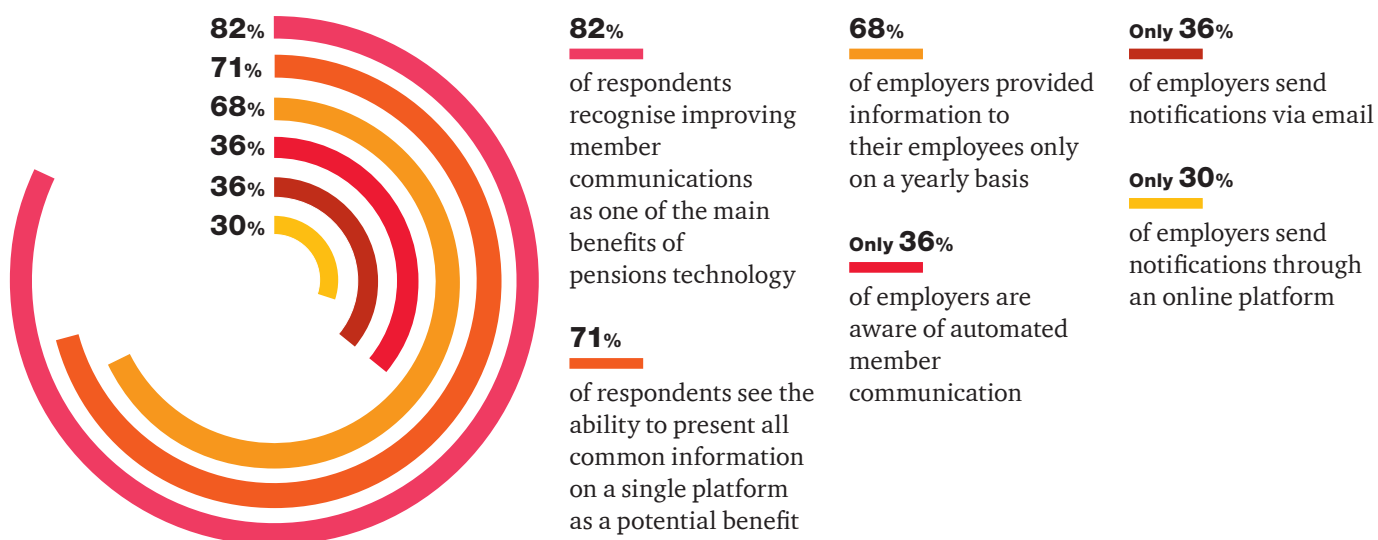 82%
71%
68%
36%
36%
30%
82%
of respondents
recognise improving
member
communications
as one of the main
benefits of
pensions technology
71%
of respondents see the
ability to present all
common information
on a single platform
as a potential benefit
68%
of employers provided
information to
their employees only
on a yearly basis
Only 36%
of employers are
aware of automated
member
communication
Only 36%
of employers send
notifications via email
Only 30%
of employers send
notifications through
an online platform